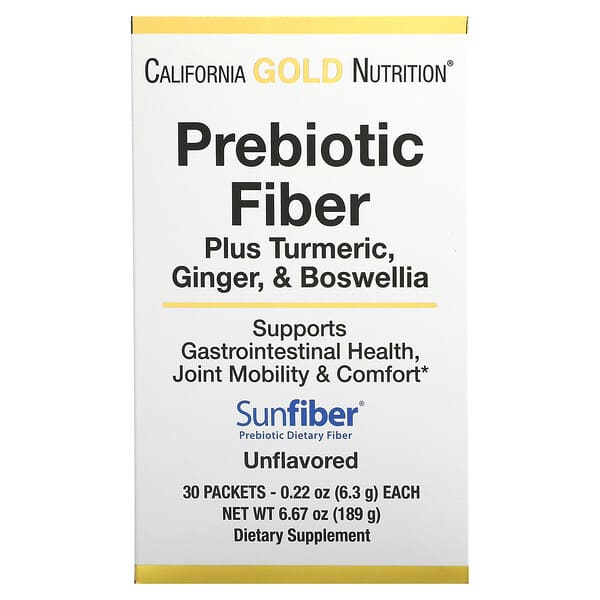 CALIFORNIA GOLD NUTRITION®
Prebiotic
Fiber
Plus Turmeric,
Ginger, & Boswellia
Supports
Gastrointestinal Health,
Joint Mobility & Comfort*
Sunfiber®
Prebiotic Dietary Fiber
Unflavored
30 PACKETS - 0.22 oz (6.3 g) EACH
NET WT 6.67 oz (189 g)
Dietary Supplement